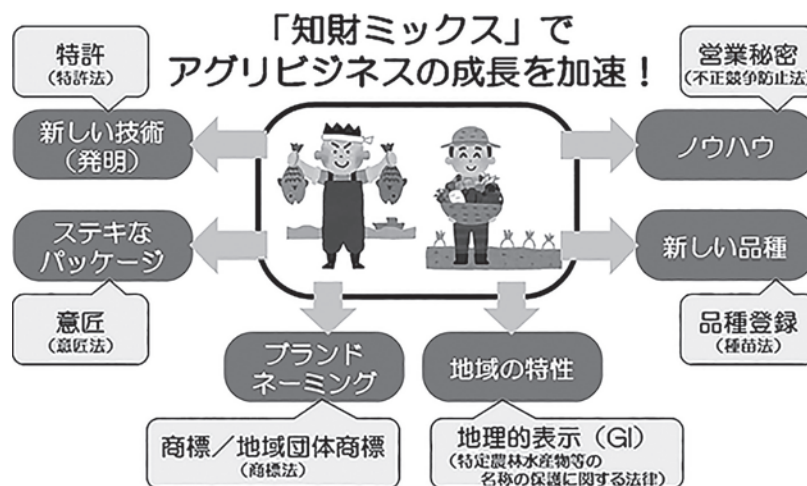 「知財ミックス」で
アグリビジネスの成長を加速！
特許
(特許法)
新しい技術
(発明)
営業秘密
(不正競争防止法)
ノウハウ
ステキな
パッケージ
意匠
(意匠法)
新しい品種
品種登録
(種苗法)
ブランド
ネーミング
商標／地域団体商標
(商標法)
地域の特性
地理的表示（GI）
(特定農林水産物等の
名称の保護に関する法律)